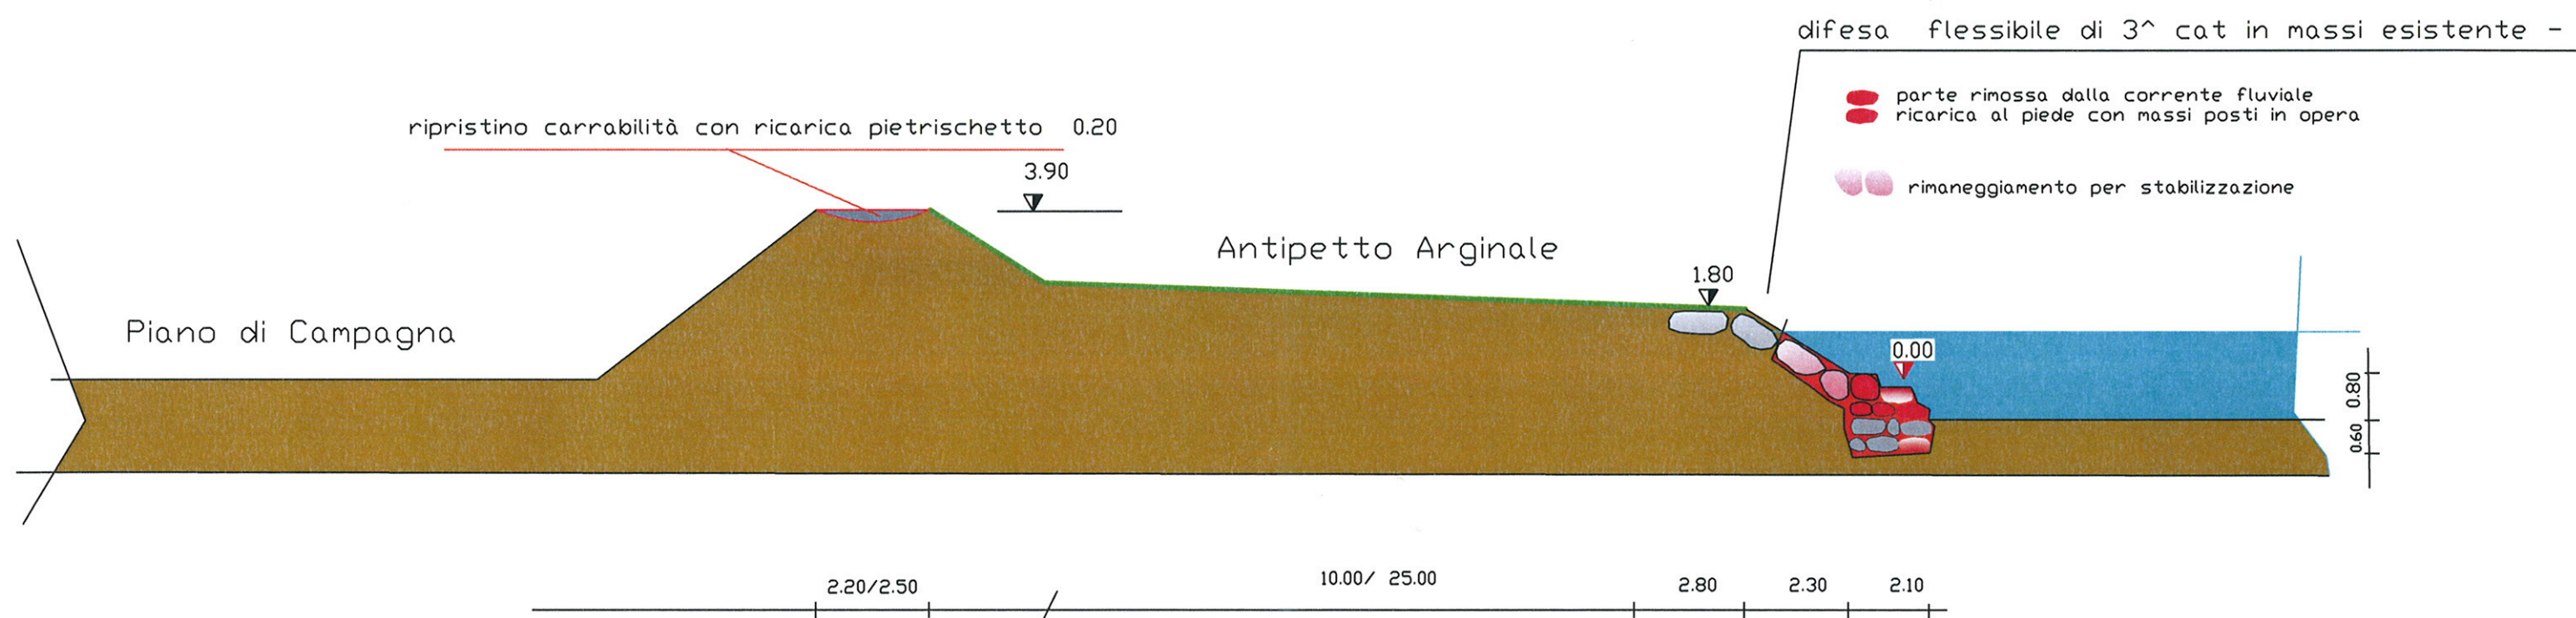 difesa flessibile di 3^ cat in massi esistente -
parte rimossa dalla corrente fluviale
ricarica al piede con massi posti in opera
ripristino carrabilità con ricarica pietrischetto 0.20
3.90
rimaneggiamento per stabilizzazione
Antipetto Arginale
1.80
Piano di Campagna
0.00
0.80
0.60
2.20/2.50
10.00/ 25.00
2.80
2.30
2.10